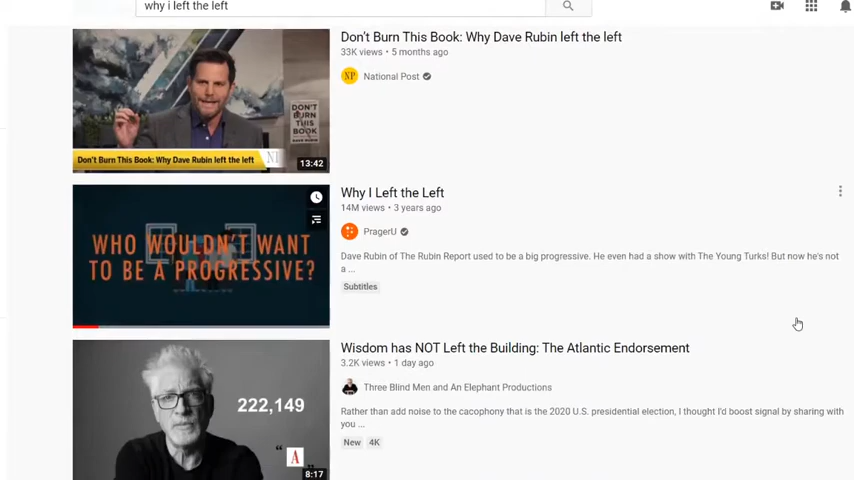 why i left the left
Don't Burn This Book: Why Dave Rubin left the left
33K views • 5 months ago
NP National Post
DON'T
BURN
THIS
BOOK
DAVE RUBIN
Don't Burn This Book: Why Dave Rubin left the left
13:42
Why I Left the Left
14M views • 3 years ago
PragerU
WHO WOULDN'T WANT
TO BE A PROGRESSIVE?
Dave Rubin of The Rubin Report used to be a big progressive. He even had a show with The Young Turks! But now he's not
a ...
Subtitles
Wisdom has NOT Left the Building: The Atlantic Endorsement
3.2K views • 1 day ago
Three Blind Men and An Elephant Productions
222,149
Rather than add noise to the cacophony that is the 2020 U.S. presidential election, I thought I'd boost signal by sharing with
you ...
New 4K
A
8:17